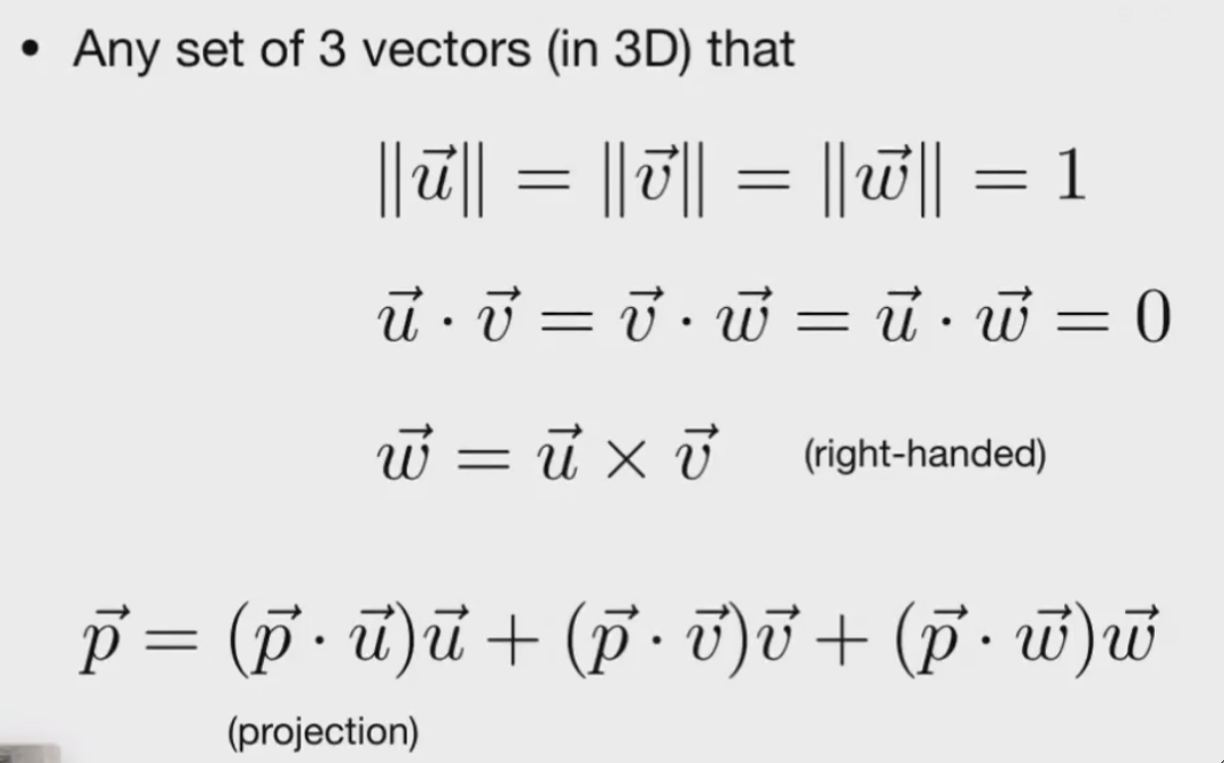 • Any set of 3 vectors (in 3D) that
‖u⃗‖ = ‖v⃗‖ = ‖w⃗‖ = 1
u⃗ · v⃗ = v⃗ · w⃗ = u⃗ · w⃗ = 0
w⃗ = u⃗ × v⃗ (right-handed)
p⃗ = (p⃗ · u⃗)u⃗ + (p⃗ · v⃗)v⃗ + (p⃗ · w⃗)w⃗
(projection)